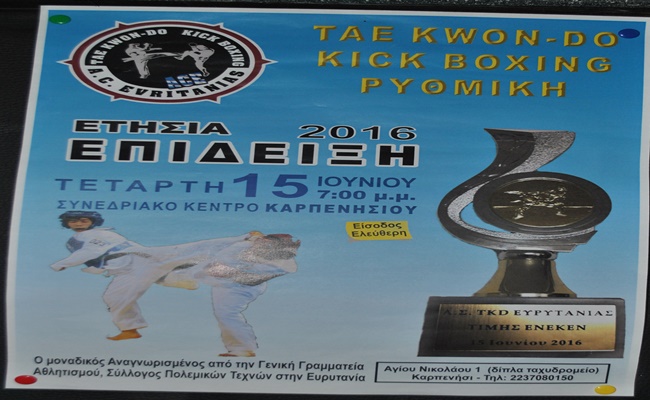 TAE KWON-DO KICK BOXING
A.C. EVRITANIAS
TAE KWON-DO
KICK BOXING
ΡΥΘΜΙΚΗ
ΕΤΗΣΙΑ 2016
ΕΠΙΔΕΙΞΗ
ΤΕΤΑΡΤΗ 15 ΙΟΥΝΙΟΥ
7:00 μ.μ.
ΣΥΝΕΔΡΙΑΚΟ ΚΕΝΤΡΟ ΚΑΡΠΕΝΗΣΙΟΥ
Είσοδος
Ελεύθερη
Α.Σ. TKD ΕΥΡΥΤΑΝΙΑΣ
ΤΙΜΗΣ ΕΝΕΚΕΝ
15 Ιουνίου 2016
Ο μοναδικός Αναγνωρισμένος από την Γενική Γραμματεία
Αθλητισμού, Σύλλογος Πολεμικών Τεχνών στην Ευρυτανία
Αγίου Νικολάου 1 (δίπλα ταχυδρομείο)
Καρπενήσι - Τηλ: 2237080150